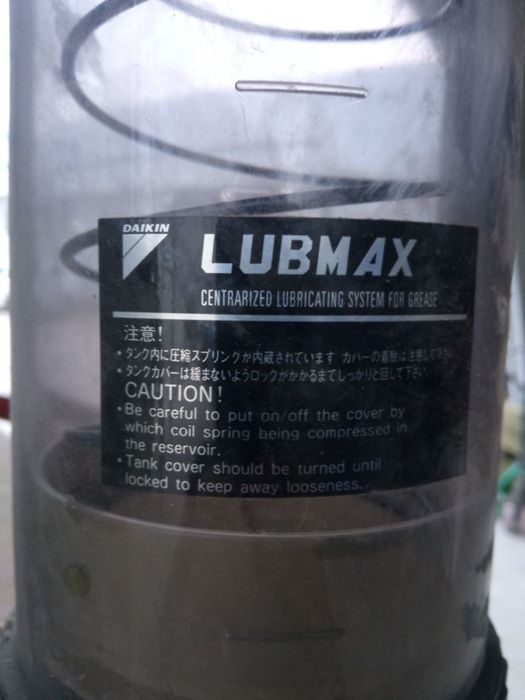 DAIKIN
LUBMAX
CENTRARIZED LUBRICATING SYSTEM FOR GREASE
注意!
・タンク内に圧縮スプリングが内蔵されています カバーの着脱は注意して下さい
・タンクカバーは緩まないようロックがかかるまでしっかりと回して下さい
CAUTION!
・Be careful to put on/off the cover by
which coil spring being compressed in
the reservoir.
・Tank cover should be turned until
locked to keep away looseness.